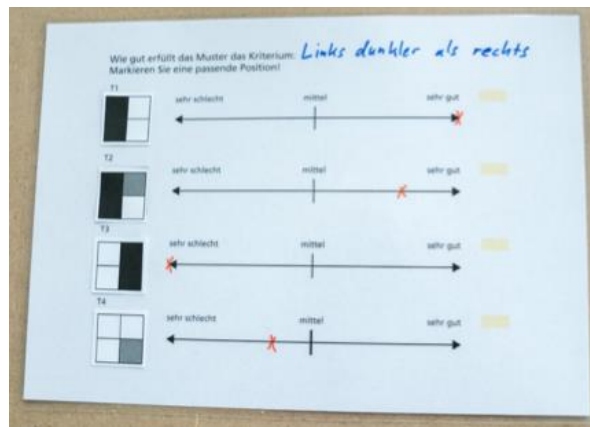 Wie gut erfüllt das Muster das Kriterium: Links dunkler als rechts
Markieren Sie eine passende Position!
T1
sehr schlecht mittel sehr gut
T2
sehr schlecht mittel sehr gut
T3
sehr schlecht mittel sehr gut
T4
sehr schlecht mittel sehr gut